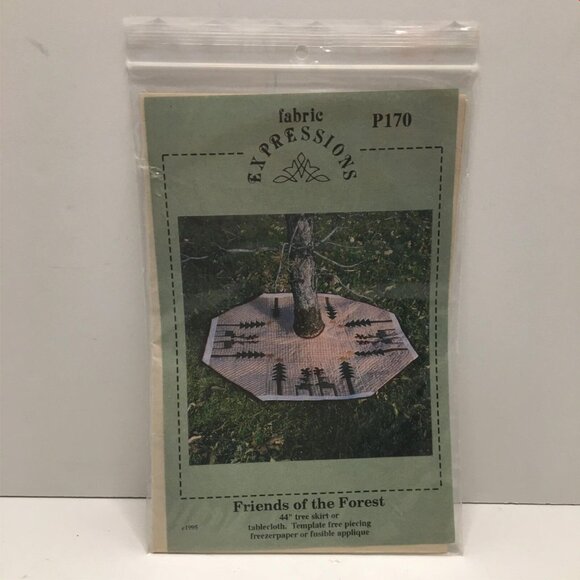 fabric
EXPRESSIONS
P170
Friends of the Forest
44" tree skirt or
tablecloth. Template free piecing
freezerpaper or fusible applique
c1995